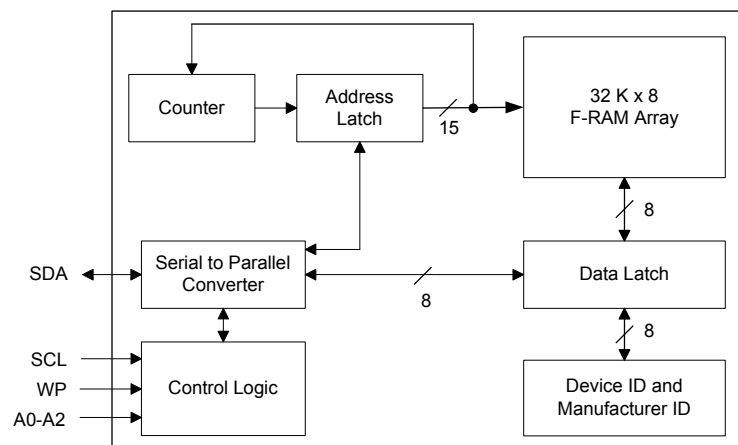 Counter
Address
Latch
15
32 K x 8
F-RAM Array
8
SDA
Serial to Parallel
Converter
8
Data Latch
8
SCL
WP
A0-A2
Control Logic
Device ID and
Manufacturer ID